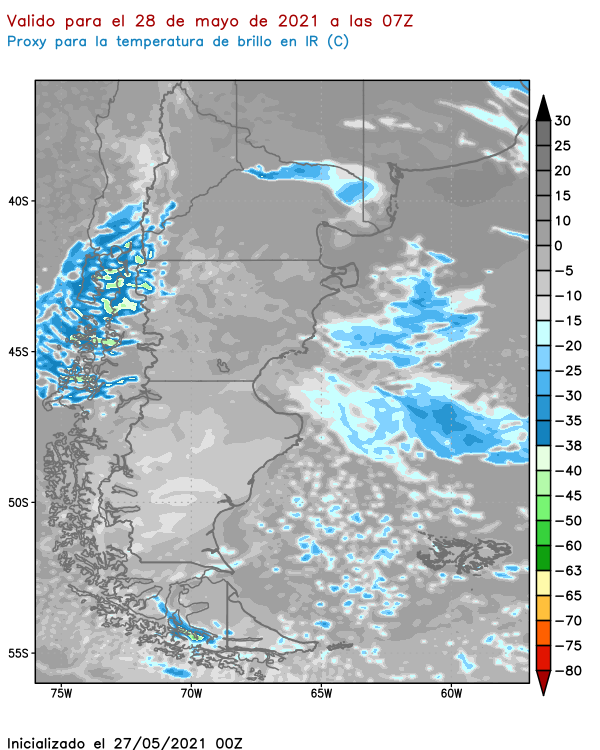 Valido para el 28 de mayo de 2021 a las 07Z
Proxy para la temperatura de brillo en IR (C)
30
25
20
15
10
0
−5
−10
−15
−20
−25
−30
−35
−38
−40
−45
−50
−60
−63
−65
−70
−75
−80
40S
45S
50S
55S
75W
70W
65W
60W
Inicializado el 27/05/2021 00Z